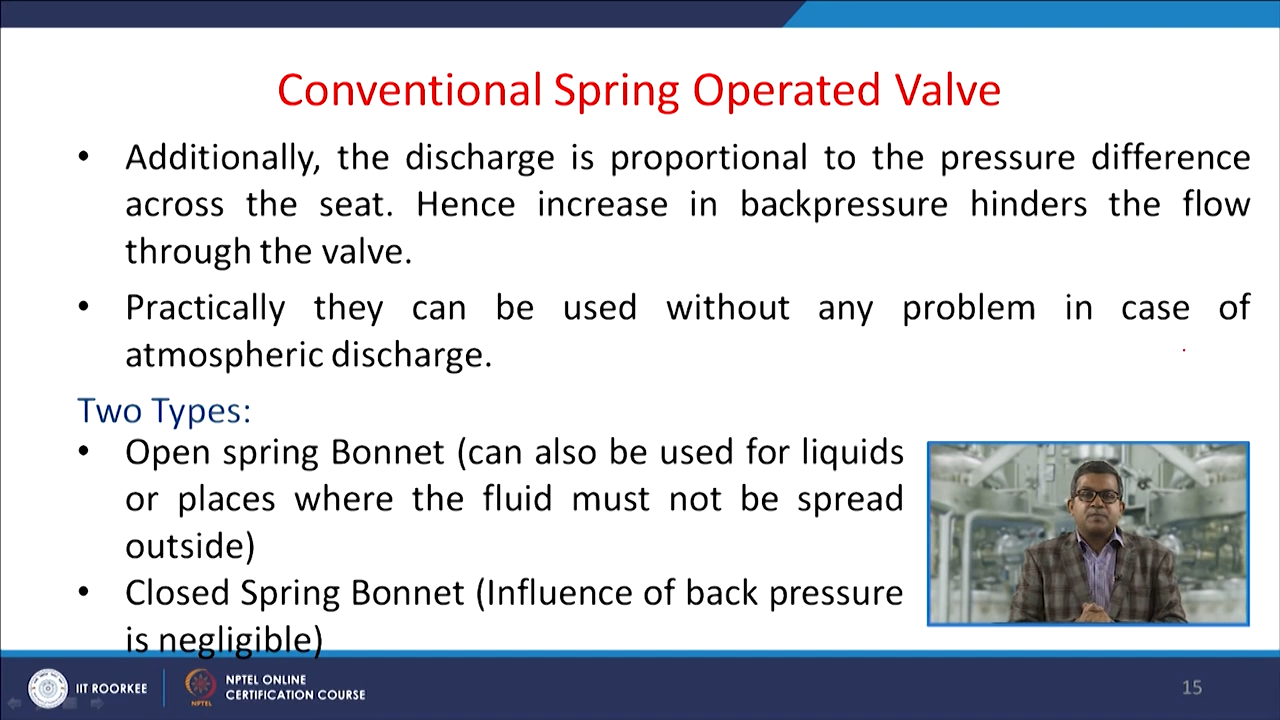 Conventional Spring Operated Valve
• Additionally, the discharge is proportional to the pressure difference
across the seat. Hence increase in backpressure hinders the flow
through the valve.
• Practically they can be used without any problem in case of
atmospheric discharge.
Two Types:
• Open spring Bonnet (can also be used for liquids
or places where the fluid must not be spread
outside)
• Closed Spring Bonnet (Influence of back pressure
is negligible)
IIT ROORKEE
NPTEL
NPTEL ONLINE
CERTIFICATION COURSE
15